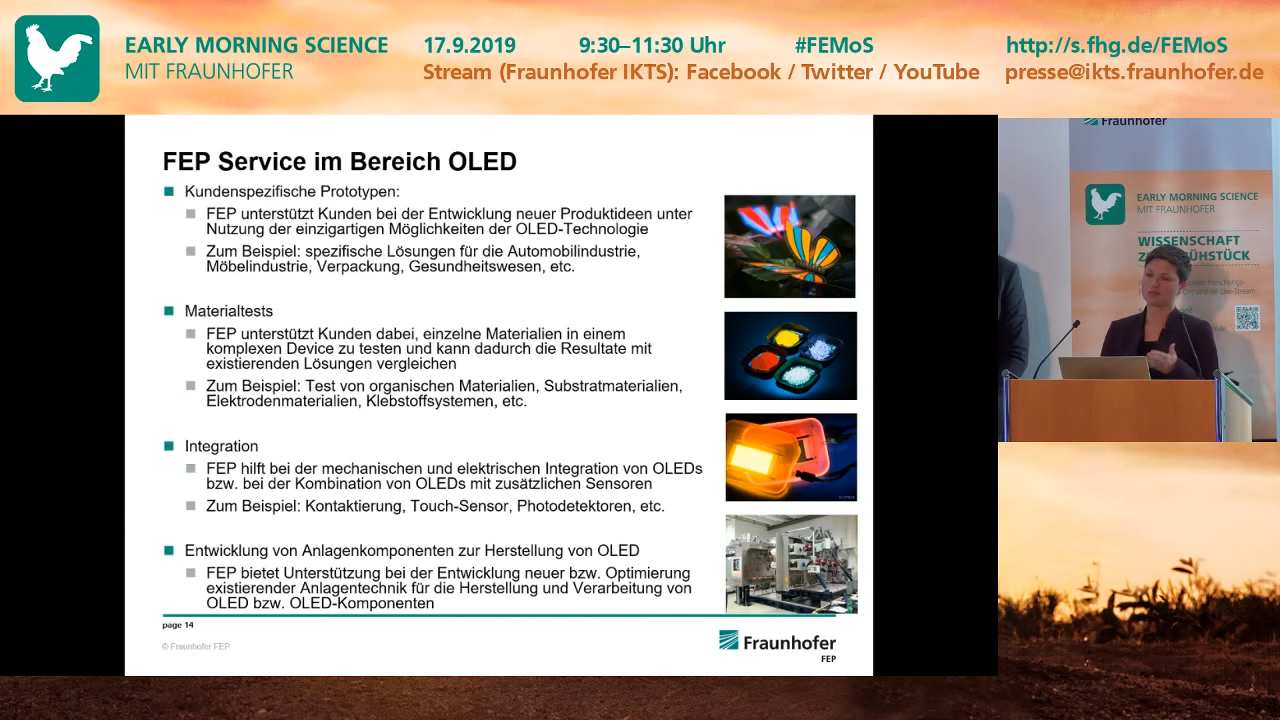 EARLY MORNING SCIENCE
MIT FRAUNHOFER
17.9.2019 9:30–11:30 Uhr #FEMoS
Stream (Fraunhofer IKTS): Facebook / Twitter / YouTube
http://s.fhg.de/FEMoS
presse@ikts.fraunhofer.de
FEP Service im Bereich OLED
Kundenspezifische Prototypen:
FEP unterstützt Kunden bei der Entwicklung neuer Produktideen unter
Nutzung der einzigartigen Möglichkeiten der OLED-Technologie
Zum Beispiel: spezifische Lösungen für die Automobilindustrie,
Möbelindustrie, Verpackung, Gesundheitswesen, etc.
Materialtests
FEP unterstützt Kunden dabei, einzelne Materialien in einem
komplexen Device zu testen und kann dadurch die Resultate mit
existierenden Lösungen vergleichen
Zum Beispiel: Test von organischen Materialien, Substratmaterialien,
Elektrodenmaterialien, Klebstoffsystemen, etc.
Integration
FEP hilft bei der mechanischen und elektrischen Integration von OLEDs
bzw. bei der Kombination von OLEDs mit zusätzlichen Sensoren
Zum Beispiel: Kontaktierung, Touch-Sensor, Photodetektoren, etc.
Entwicklung von Anlagenkomponenten zur Herstellung von OLED
FEP bietet Unterstützung bei der Entwicklung neuer bzw. Optimierung
existierender Anlagentechnik für die Herstellung und Verarbeitung von
OLED bzw. OLED-Komponenten
page 14
© Fraunhofer FEP
Fraunhofer
FEP
Fraunhofer
EARLY MORNING SCIENCE
MIT FRAUNHOFER
WISSENSCHAFT